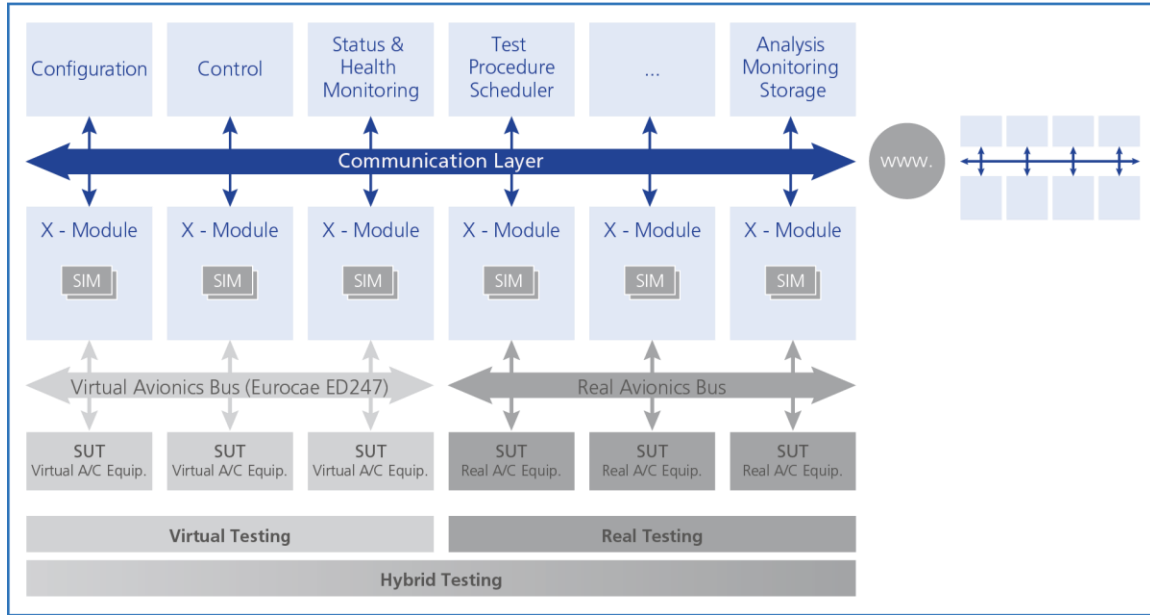 Configuration
Control
Status &
Health
Monitoring
Test
Procedure
Scheduler
...
Analysis
Monitoring
Storage
Communication Layer
www.
X - Module
X - Module
X - Module
X - Module
X - Module
X - Module
SIM
SIM
SIM
SIM
SIM
SIM
Virtual Avionics Bus (Eurocae ED247)
Real Avionics Bus
SUT
Virtual A/C Equip.
SUT
Virtual A/C Equip.
SUT
Virtual A/C Equip.
SUT
Real A/C Equip.
SUT
Real A/C Equip.
SUT
Real A/C Equip.
Virtual Testing
Real Testing
Hybrid Testing